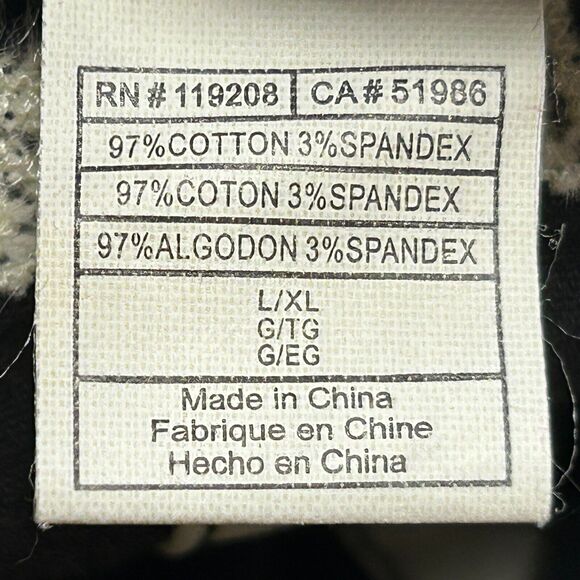 RN # 119208 CA # 51986
97%COTTON 3%SPANDEX
97%COTON 3%SPANDEX
97%ALGODON 3%SPANDEX
L/XL
G/TG
G/EG
Made in China
Fabrique en Chine
Hecho en China